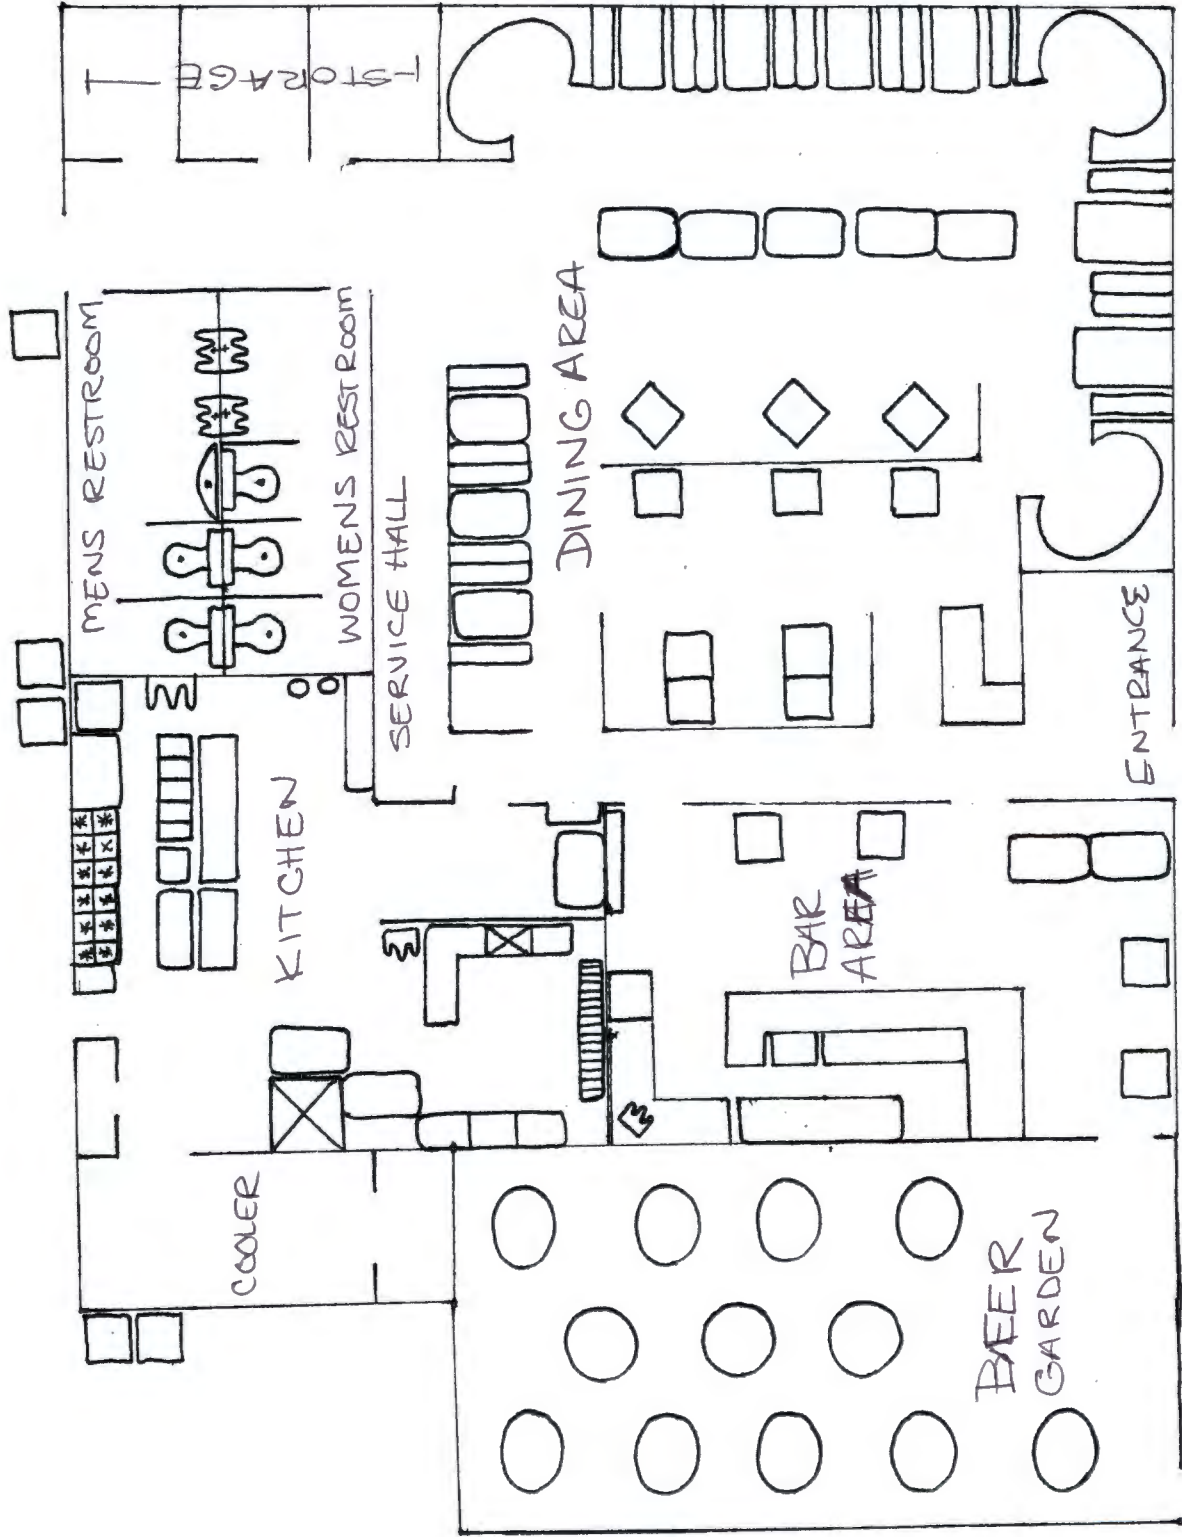 MENS RESTROOM
WOMENS RESTROOM
SERVICE HALL
STORAGE
DINING AREA
KITCHEN
COOLER
BAR
AREA
ENTRANCE
BEER
GARDEN